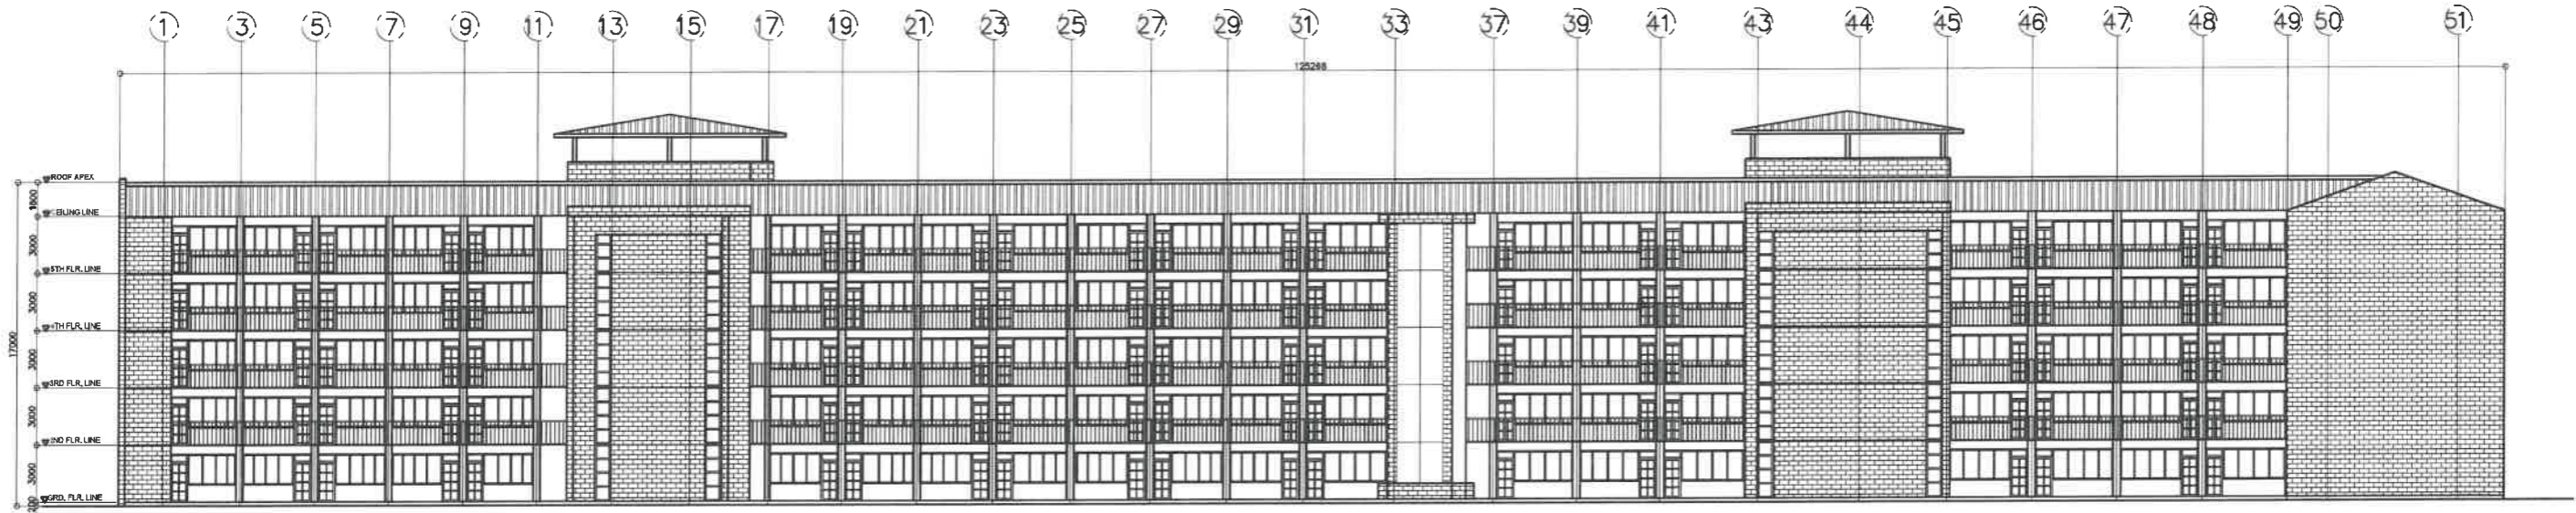 1 3 5 7 9 11 13 15 17 19 21 23 25 27 29 31 33 37 39 41 43 44 45 46 47 48 49 50 51
125268
ROOF APEX
1800
CEILING LINE
3000
5TH FLR. LINE
3000
4TH FLR. LINE
17000
3000
3RD FLR. LINE
3000
2ND FLR. LINE
3000
GRD. FLR. LINE
200